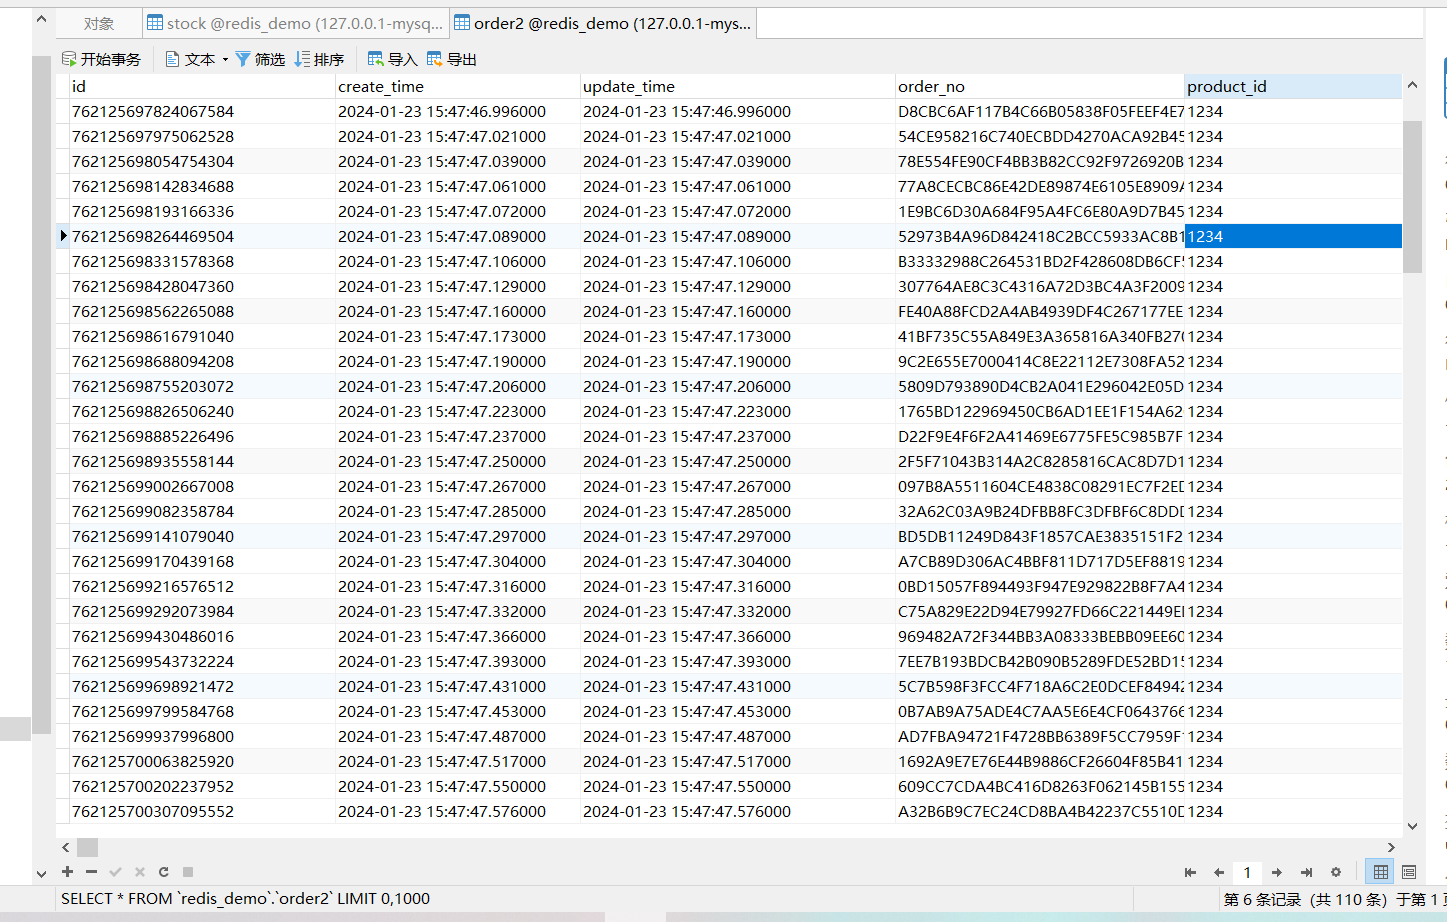 对象 stock @redis_demo (127.0.0.1-mysq... order2 @redis_demo (127.0.0.1-mys...
开始事务 文本 筛选 排序 导入 导出
id create_time update_time order_no product_id
762125697824067584 2024-01-23 15:47:46.996000 2024-01-23 15:47:46.996000 D8CBC6AF117B4C66B05838F05FEEF4E7 1234
762125697975062528 2024-01-23 15:47:47.021000 2024-01-23 15:47:47.021000 54CE958216C740ECBDD4270ACA92B45 1234
762125698054754304 2024-01-23 15:47:47.039000 2024-01-23 15:47:47.039000 78E554FE90CF4BB3B82CC92F9726920B 1234
762125698142834688 2024-01-23 15:47:47.061000 2024-01-23 15:47:47.061000 77A8CECBC86E42DE89874E6105E8909A 1234
762125698193166336 2024-01-23 15:47:47.072000 2024-01-23 15:47:47.072000 1E9BC6D30A684F95A4FC6E80A9D7B45 1234
762125698264469504 2024-01-23 15:47:47.089000 2024-01-23 15:47:47.089000 52973B4A96D842418C2BCC5933AC8B1 1234
762125698331578368 2024-01-23 15:47:47.106000 2024-01-23 15:47:47.106000 B33332988C264531BD2F428608DB6CF5 1234
762125698428047360 2024-01-23 15:47:47.129000 2024-01-23 15:47:47.129000 307764AE8C3C4316A72D3BC4A3F2009 1234
762125698562265088 2024-01-23 15:47:47.160000 2024-01-23 15:47:47.160000 FE40A88FCD2A4AB4939DF4C267177EE 1234
762125698616791040 2024-01-23 15:47:47.173000 2024-01-23 15:47:47.173000 41BF735C55A849E3A365816A340FB270 1234
762125698688094208 2024-01-23 15:47:47.190000 2024-01-23 15:47:47.190000 9C2E655E7000414C8E22112E7308FA52 1234
762125698755203072 2024-01-23 15:47:47.206000 2024-01-23 15:47:47.206000 5809D793890D4CB2A041E296042E05D 1234
762125698826506240 2024-01-23 15:47:47.223000 2024-01-23 15:47:47.223000 1765BD122969450CB6AD1EE1F154A62 1234
762125698885226496 2024-01-23 15:47:47.237000 2024-01-23 15:47:47.237000 D22F9E4F6F2A41469E6775FE5C985B7F 1234
762125698935558144 2024-01-23 15:47:47.250000 2024-01-23 15:47:47.250000 2F5F71043B314A2C8285816CAC8D7D1 1234
762125699002667008 2024-01-23 15:47:47.267000 2024-01-23 15:47:47.267000 097B8A5511604CE4838C08291EC7F2ED 1234
762125699082358784 2024-01-23 15:47:47.285000 2024-01-23 15:47:47.285000 32A62C03A9B24DFBB8FC3DFBF6C8DDD 1234
762125699141079040 2024-01-23 15:47:47.297000 2024-01-23 15:47:47.297000 BD5DB11249D843F1857CAE3835151F2 1234
762125699170439168 2024-01-23 15:47:47.304000 2024-01-23 15:47:47.304000 A7CB89D306AC4BBF811D717D5EF8819 1234
762125699216576512 2024-01-23 15:47:47.316000 2024-01-23 15:47:47.316000 0BD15057F894493F947E929822B8F7A4 1234
762125699292073984 2024-01-23 15:47:47.332000 2024-01-23 15:47:47.332000 C75A829E22D94E79927FD66C221449E 1234
762125699430486016 2024-01-23 15:47:47.366000 2024-01-23 15:47:47.366000 969482A72F344BB3A08333BEBB09EE60 1234
762125699543732224 2024-01-23 15:47:47.393000 2024-01-23 15:47:47.393000 7EE7B193BDCB42B090B5289FDE52BD15 1234
762125699698921472 2024-01-23 15:47:47.431000 2024-01-23 15:47:47.431000 5C7B598F3FCC4F718A6C2E0DCEF84942 1234
762125699799584768 2024-01-23 15:47:47.453000 2024-01-23 15:47:47.453000 0B7AB9A75ADE4C7AA5E6E4CF0643766 1234
762125699937996800 2024-01-23 15:47:47.487000 2024-01-23 15:47:47.487000 AD7FBA94721F4728BB6389F5CC7959F 1234
762125700063825920 2024-01-23 15:47:47.517000 2024-01-23 15:47:47.517000 1692A9E7E76E44B9886CF26604F85B41 1234
762125700202237952 2024-01-23 15:47:47.550000 2024-01-23 15:47:47.550000 609CC7CDA4BC416D8263F062145B155 1234
762125700307095552 2024-01-23 15:47:47.576000 2024-01-23 15:47:47.576000 A32B6B9C7EC24CD8BA4B42237C5510D 1234
1
SELECT * FROM `redis_demo`.`order2` LIMIT 0,1000 第 6 条记录 (共 110 条) 于第 1